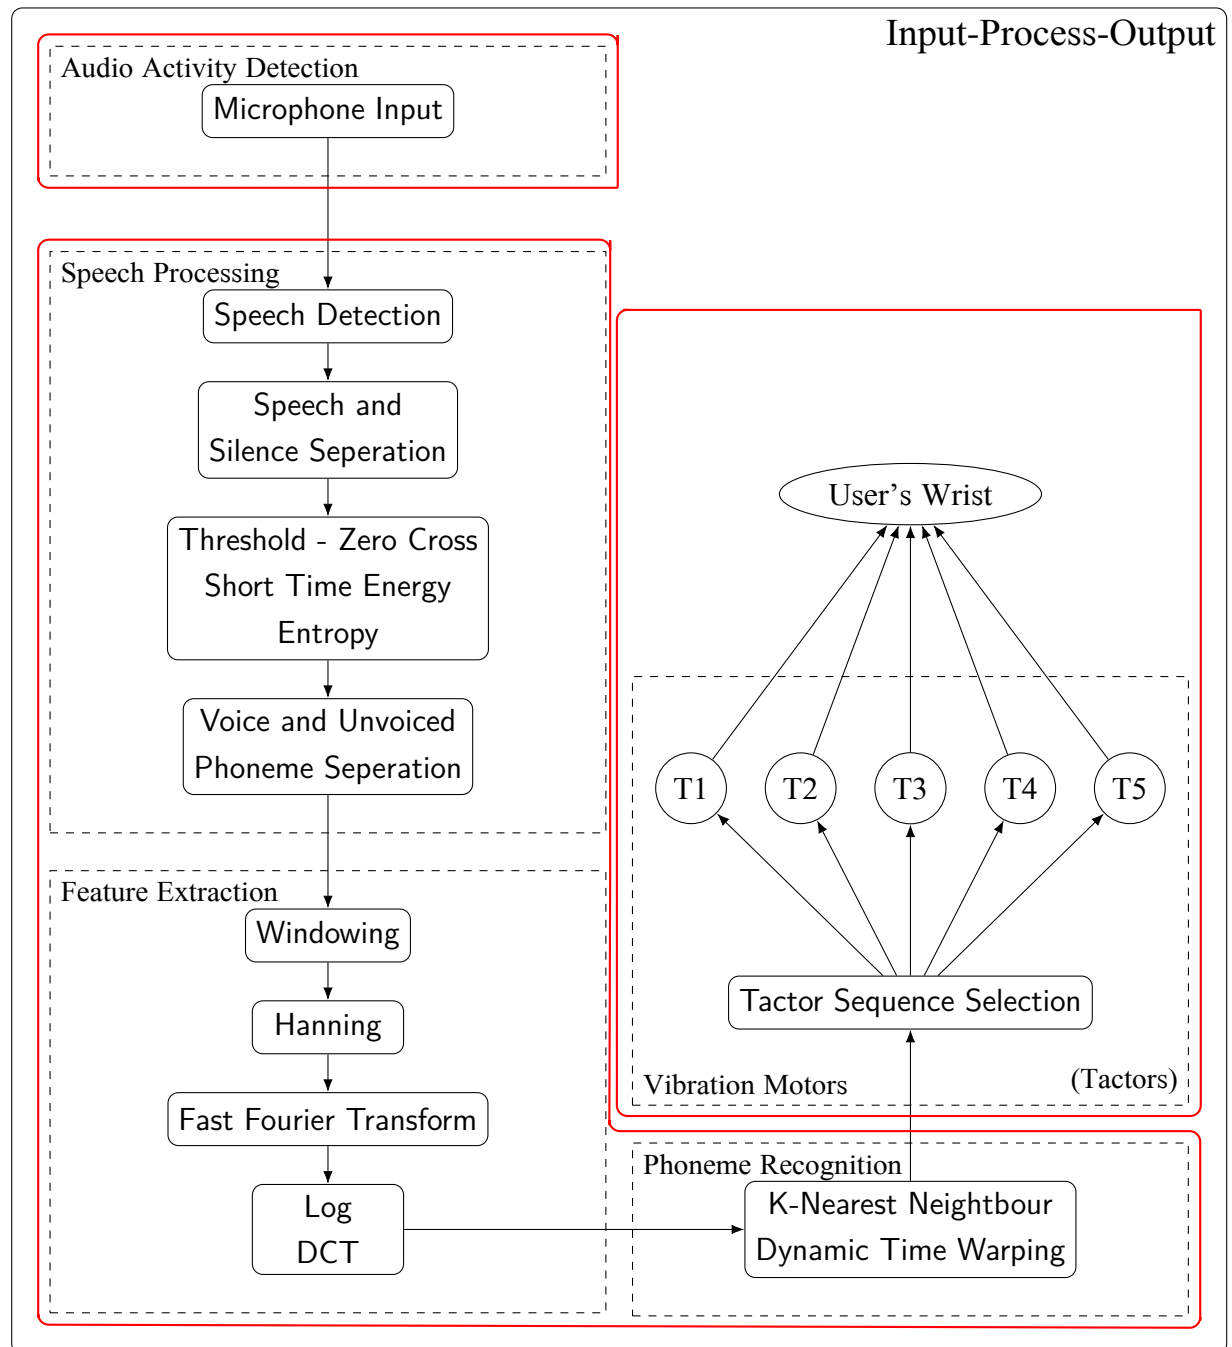 Input-Process-Output
Audio Activity Detection
Microphone Input
Speech Processing
Speech Detection
Speech and
Silence Seperation
Threshold - Zero Cross
Short Time Energy
Entropy
Voice and Unvoiced
Phoneme Seperation
Feature Extraction
Windowing
Hanning
Fast Fourier Transform
Log
DCT
Phoneme Recognition
K-Nearest Neightbour
Dynamic Time Warping
User's Wrist
T1 T2 T3 T4 T5
Tactor Sequence Selection
Vibration Motors (Tactors)